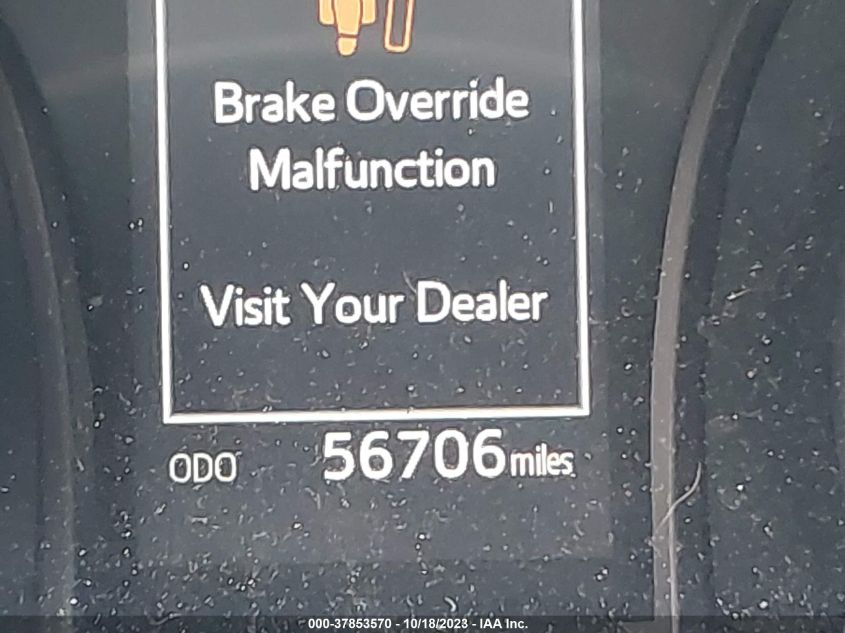 Brake Override
Malfunction
Visit Your Dealer
ODO 56706 miles
000-37853570 - 10/18/2023 - IAA Inc.